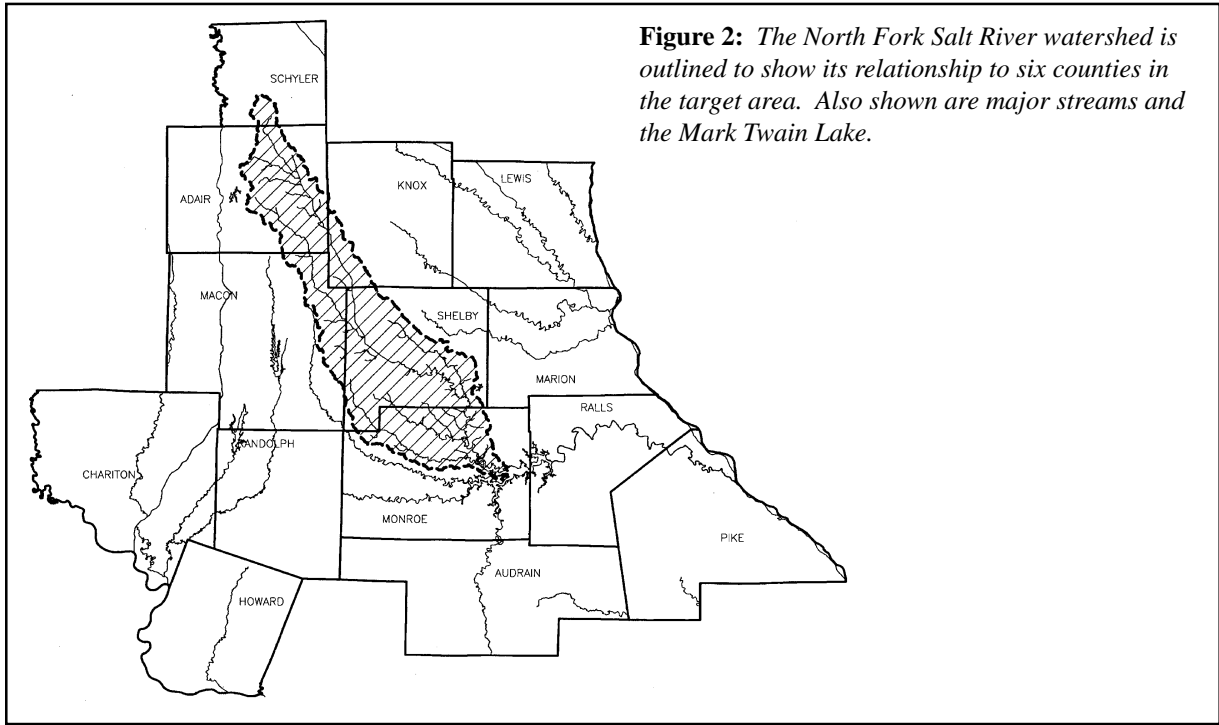 Figure 2: The North Fork Salt River watershed is
outlined to show its relationship to six counties in
the target area. Also shown are major streams and
the Mark Twain Lake.
SCHYLER
ADAIR
KNOX
LEWIS
MACON
SHELBY
MARION
RALLS
RANDOLPH
CHARITON
MONROE
PIKE
AUDRAIN
HOWARD